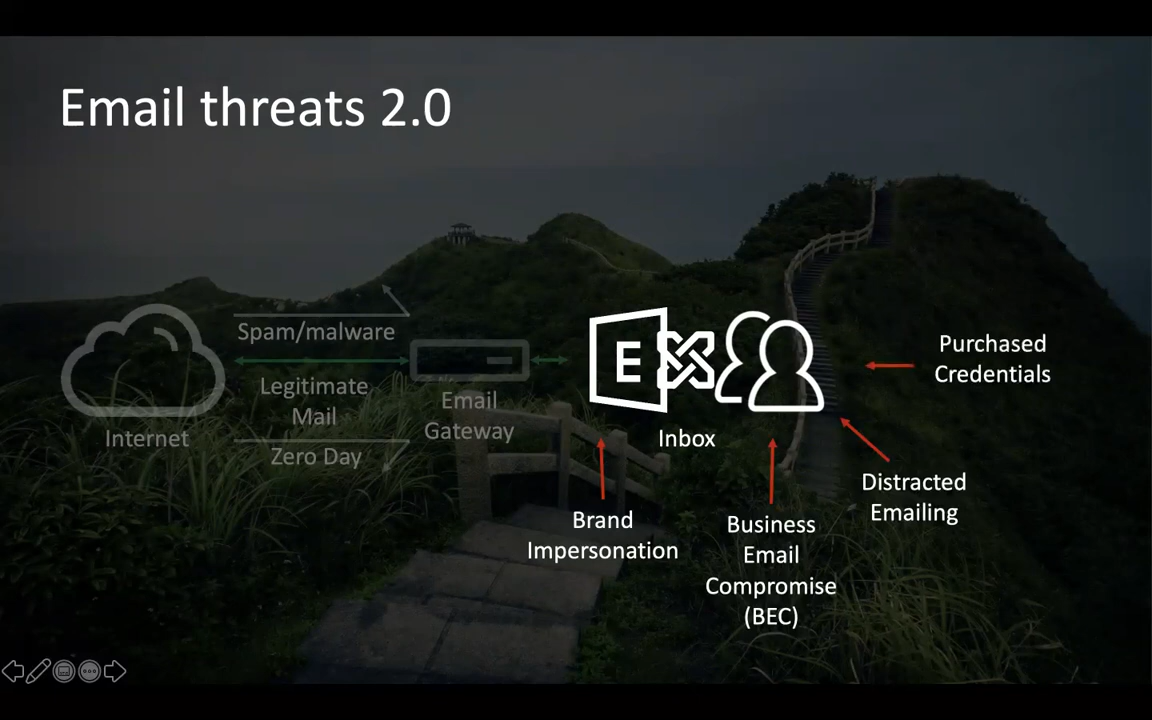 Email threats 2.0
Spam/malware
Legitimate
Mail
Zero Day
Internet
Email
Gateway
E
Inbox
Brand
Impersonation
Business
Email
Compromise
(BEC)
Purchased
Credentials
Distracted
Emailing